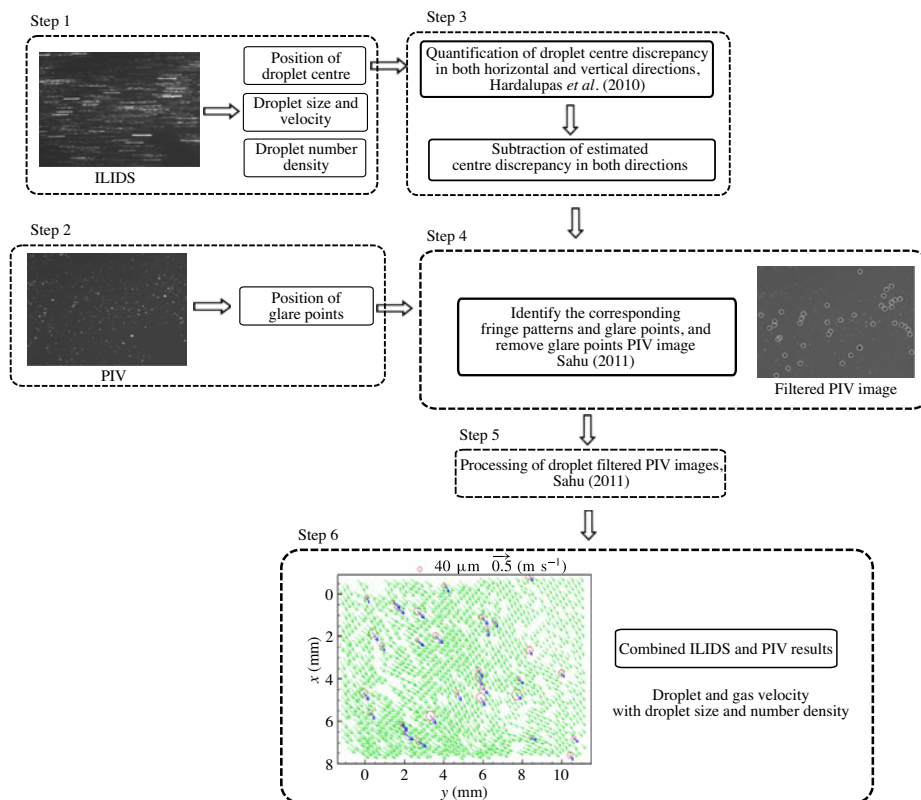 Step 1
Position of
droplet centre
Droplet size and
velocity
Droplet number
density
ILIDS
Step 3
Quantification of droplet centre discrepancy
in both horizontal and vertical directions,
Hardalupas et al. (2010)
Subtraction of estimated
centre discrepancy in both directions
Step 2
Position of
glare points
PIV
Step 4
Identify the corresponding
fringe patterns and glare points, and
remove glare points PIV image
Sahu (2011)
Filtered PIV image
Step 5
Processing of droplet filtered PIV images,
Sahu (2011)
Step 6
40 μm 0.5 (m s⁻¹)
0
2
4
6
8
x (mm)
0 2 4 6 8 10
y (mm)
Combined ILIDS and PIV results
Droplet and gas velocity
with droplet size and number density